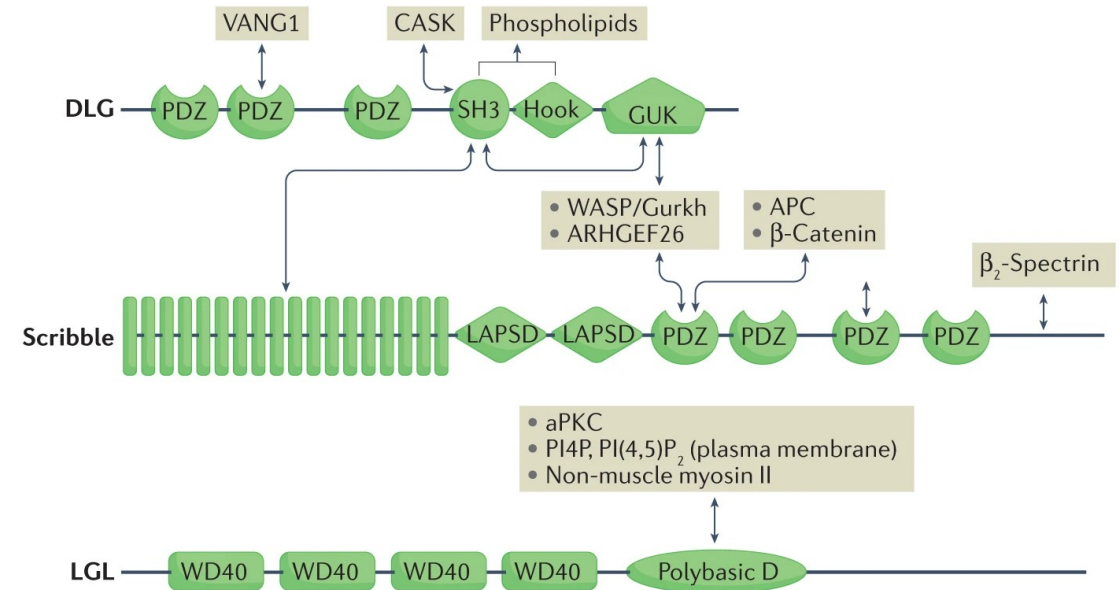 VANG1
CASK
Phospholipids
DLG
PDZ
PDZ
PDZ
SH3
Hook
GUK
• WASP/Gurkh
• ARHGEF26
• APC
• β-Catenin
β₂-Spectrin
Scribble
LAPSD
LAPSD
PDZ
PDZ
PDZ
PDZ
• aPKC
• PI4P, PI(4,5)P₂ (plasma membrane)
• Non-muscle myosin II
LGL
WD40
WD40
WD40
WD40
Polybasic D